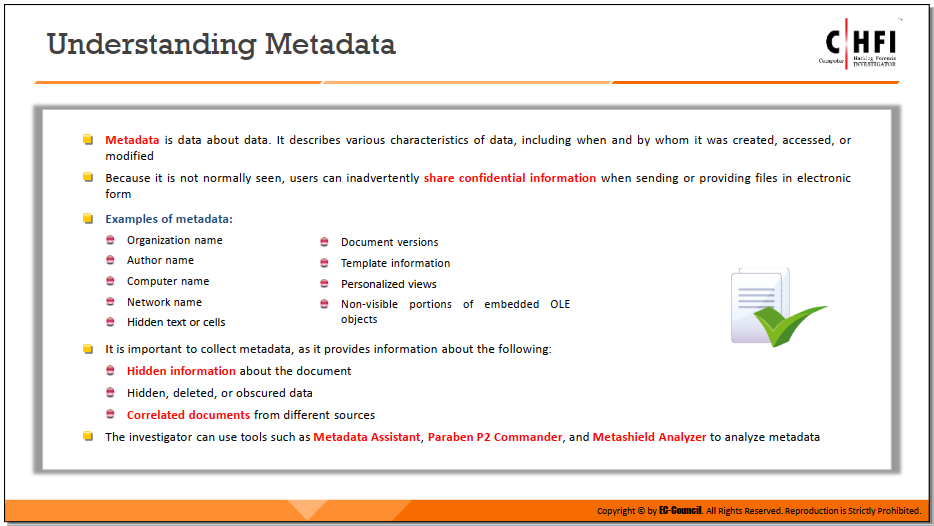 Understanding Metadata
CHFI
Computer Hacking Forensic
INVESTIGATOR
Metadata is data about data. It describes various characteristics of data, including when and by whom it was created, accessed, or
modified
Because it is not normally seen, users can inadvertently share confidential information when sending or providing files in electronic
form
Examples of metadata:
Organization name
Author name
Computer name
Network name
Hidden text or cells
Document versions
Template information
Personalized views
Non-visible portions of embedded OLE
objects
It is important to collect metadata, as it provides information about the following:
Hidden information about the document
Hidden, deleted, or obscured data
Correlated documents from different sources
The investigator can use tools such as Metadata Assistant, Paraben P2 Commander, and Metashield Analyzer to analyze metadata
Copyright © by EC-Council. All Rights Reserved. Reproduction is Strictly Prohibited.